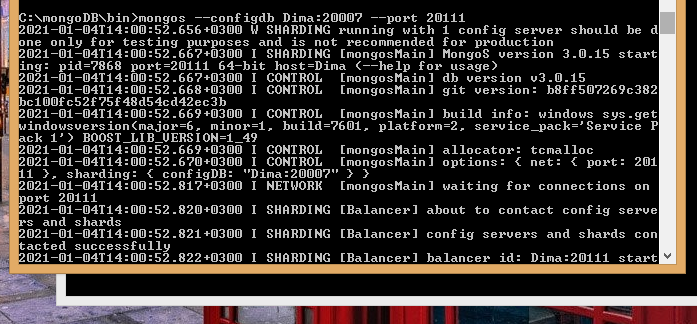 C:\mongoDB\bin>mongos --configdb Dima:20007 --port 20111
2021-01-04T14:00:52.656+0300 W SHARDING running with 1 config server should be d
one only for testing purposes and is not recommended for production
2021-01-04T14:00:52.667+0300 I SHARDING [mongosMain] MongoS version 3.0.15 start
ing: pid=7868 port=20111 64-bit host=Dima (--help for usage)
2021-01-04T14:00:52.667+0300 I CONTROL  [mongosMain] db version v3.0.15
2021-01-04T14:00:52.668+0300 I CONTROL  [mongosMain] git version: b8ff507269c382
bc100fc52f75f48d54cd42ec3b
2021-01-04T14:00:52.669+0300 I CONTROL  [mongosMain] build info: windows sys.get
windowsversion(major=6, minor=1, build=7601, platform=2, service_pack='Service P
ack 1') BOOST_LIB_VERSION=1_49
2021-01-04T14:00:52.669+0300 I CONTROL  [mongosMain] allocator: tcmalloc
2021-01-04T14:00:52.670+0300 I CONTROL  [mongosMain] options: { net: { port: 201
11 }, sharding: { configDB: "Dima:20007" } }
2021-01-04T14:00:52.817+0300 I NETWORK  [mongosMain] waiting for connections on
port 20111
2021-01-04T14:00:52.820+0300 I SHARDING [Balancer] about to contact config serve
rs and shards
2021-01-04T14:00:52.821+0300 I SHARDING [Balancer] config servers and shards con
tacted successfully
2021-01-04T14:00:52.822+0300 I SHARDING [Balancer] balancer id: Dima:20111 start